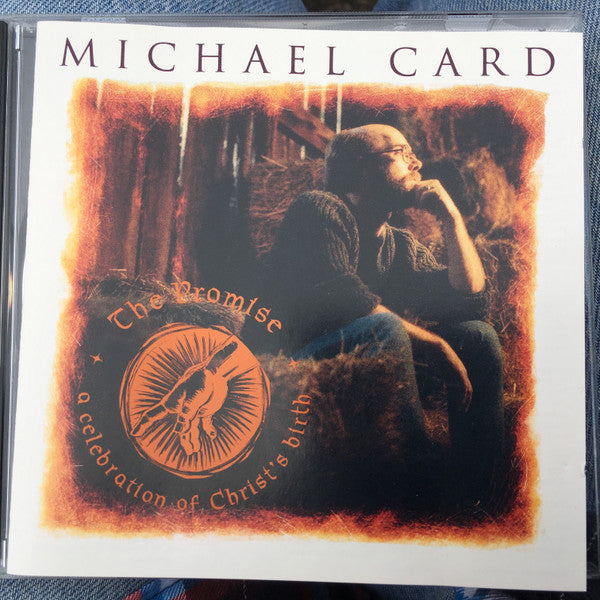 MICHAEL CARD
The Promise
a celebration of Christ's birth